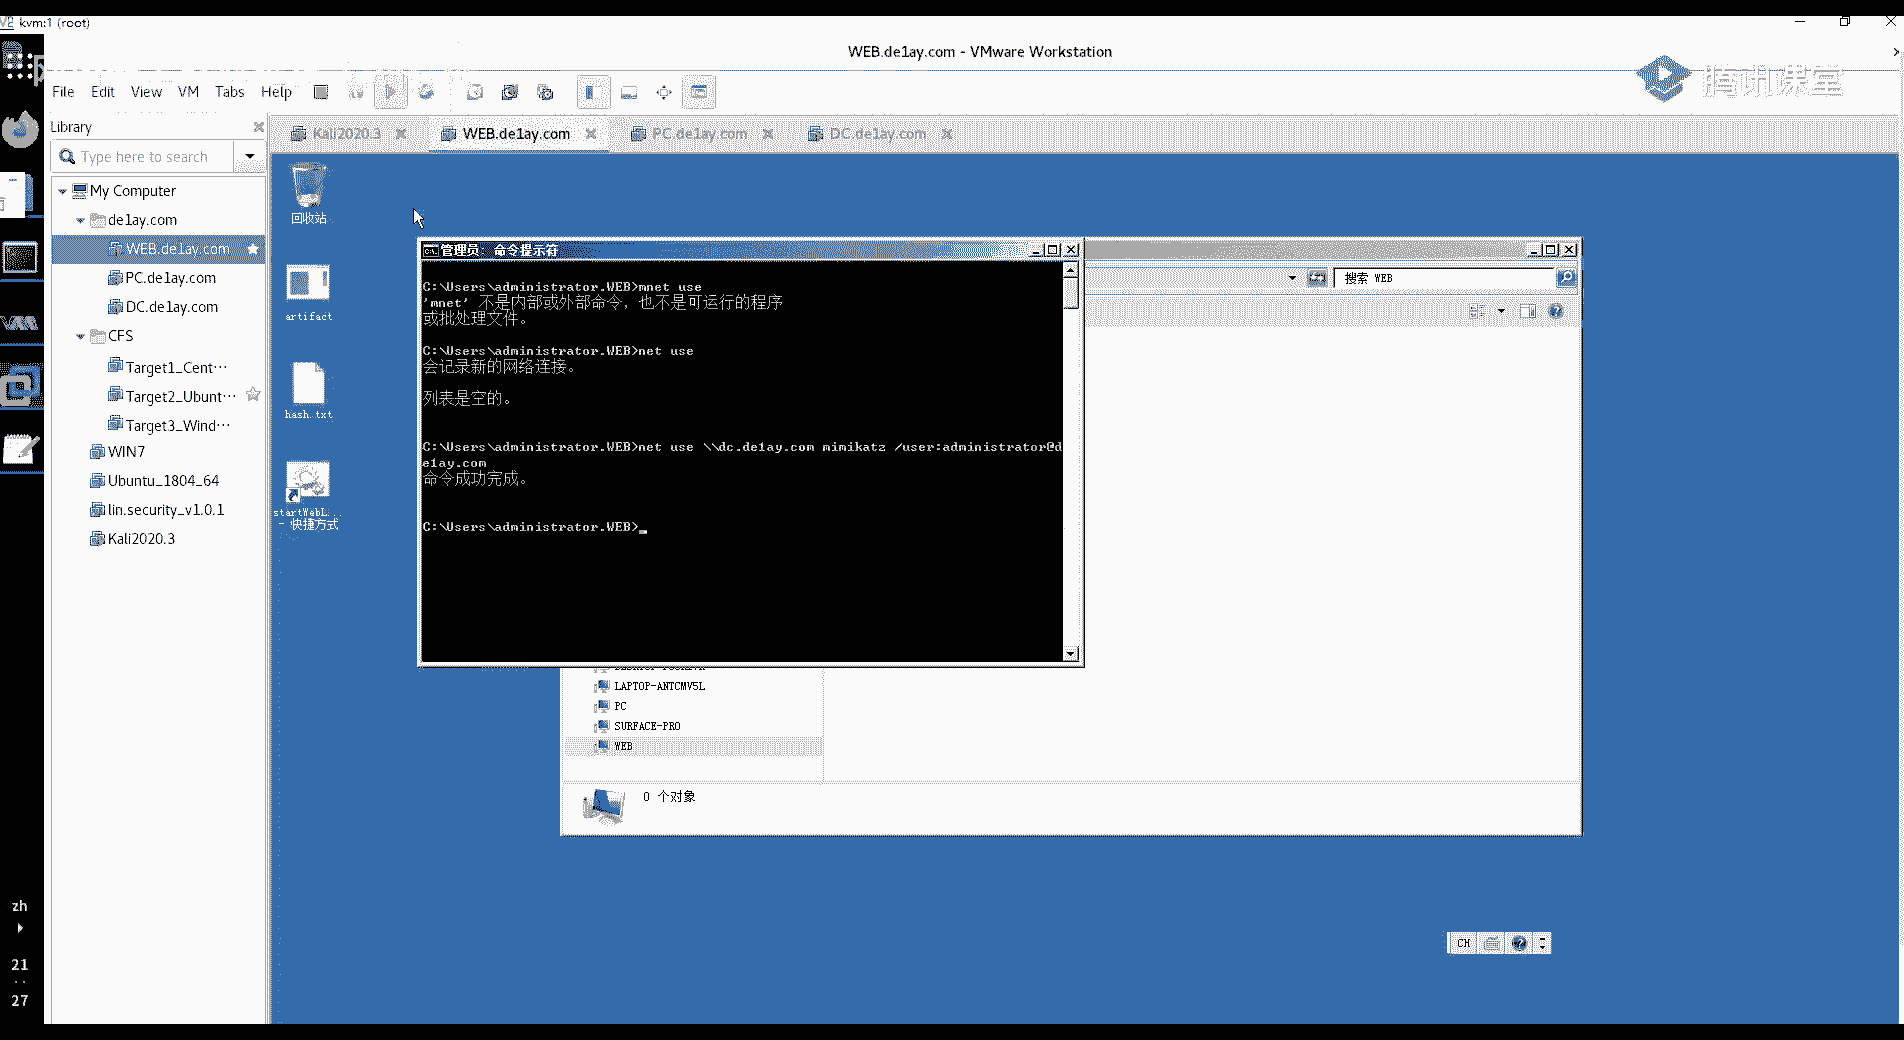 V2 kvm:1 (root)
WEB.de1ay.com - VMware Workstation
腾讯课堂
File Edit View VM Tabs Help
Library
Type here to search
My Computer
de1ay.com
WEB.de1ay.com
PC.de1ay.com
DC.de1ay.com
CFS
Target1_Cent···
Target2_Ubunt···
Target3_Wind···
WIN7
Ubuntu_1804_64
lin.security_v1.0.1
Kali2020.3
Kali2020.3 WEB.de1ay.com PC.de1ay.com DC.de1ay.com
回收站
artifact
hash.txt
startWebLi...
- 快捷方式
管理员: 命令提示符
C:\Users\administrator.WEB>mnet use
'mnet' 不是内部或外部命令，也不是可运行的程序
或批处理文件。
C:\Users\administrator.WEB>net use
会记录新的网络连接。
列表是空的。
C:\Users\administrator.WEB>net use \\dc.de1ay.com mimikatz /user:administrator@d
e1ay.com
命令成功完成。
C:\Users\administrator.WEB>_
搜索 WEB
LAPTOP-ANTCMV5L
PC
SURFACE-PRO
WEB
0 个对象
CH
zh
21
27